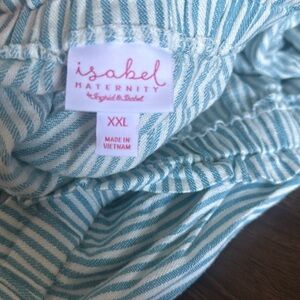 isabel
MATERNITY
by Ingrid & Isabel
XXL
MADE IN
VIETNAM